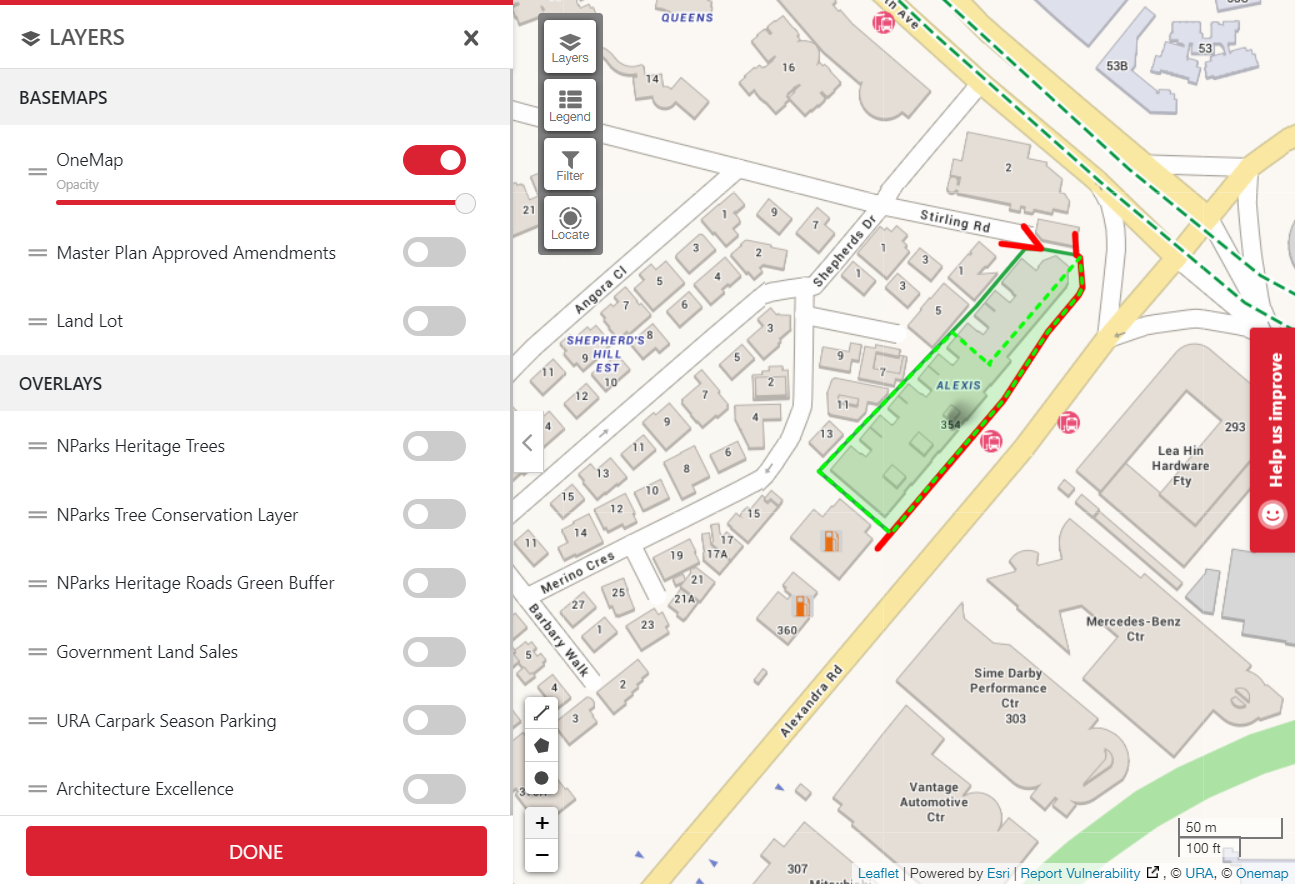 LAYERS
BASEMAPS
OneMap
Opacity
Master Plan Approved Amendments
Land Lot
OVERLAYS
NParks Heritage Trees
NParks Tree Conservation Layer
NParks Heritage Roads Green Buffer
Government Land Sales
URA Carpark Season Parking
Architecture Excellence
DONE
Layers
Legend
Filter
Locate
QUEENS
14
16
Ave
53
53B
2
21
Stirling Rd
Shepherds Dr
Angora Cl
1
9
7
3
2
5
4
7
6
1
3
1
3
1
5
SHEPHERD'S
HILL
EST
8
9
10
11
12
3
5
2
7
4
9
7
11
13
ALEXIS
354
4
9
11
13
8
6
15
10
12
14
11
15
17
17A
19
21
21A
Merino Cres
Barbary Walk
27
25
1
23
5
4
2
3
360
Alexandra Rd
293
Lea Hin
Hardware
Fty
Mercedes-Benz
Ctr
Sime Darby
Performance
Ctr
303
Vantage
Automotive
Ctr
307
Help us improve
+
−
50 m
100 ft
Leaflet | Powered by Esri | Report Vulnerability , © URA, © Onemap